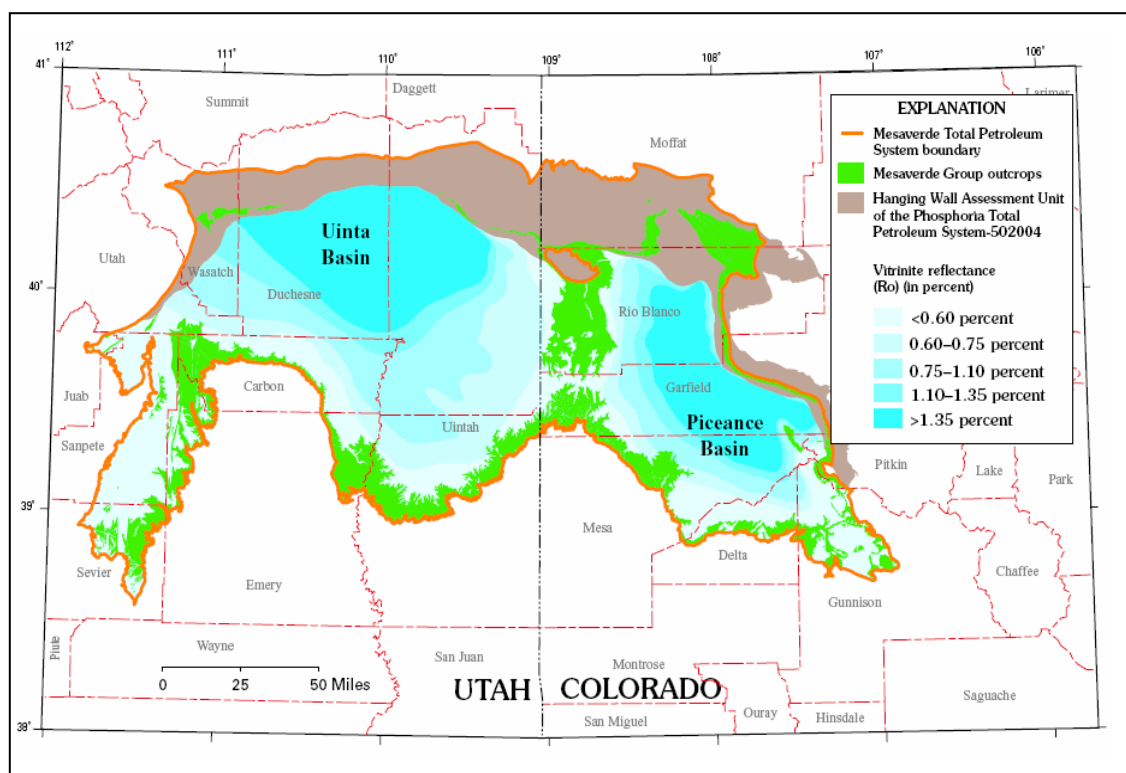 112°
111°
110°
109°
108°
107°
106°
41°
Daggett
Summit
Larimer
Moffat
EXPLANATION
Mesaverde Total Petroleum
System boundary
Mesaverde Group outcrops
Hanging Wall Assessment Unit
of the Phosphoria Total
Petroleum System-502004
Vitrinite reflectance
(Ro) (in percent)
<0.60 percent
0.60–0.75 percent
0.75–1.10 percent
1.10–1.35 percent
>1.35 percent
Uinta
Basin
Utah
Wasatch
40°
Duchesne
Rio Blanco
Carbon
Garfield
Juab
Uintah
Piceance
Basin
Sanpete
Pitkin
Lake
Park
39°
Mesa
Delta
Sevier
Emery
Chaffee
Gunnison
Wayne
Piute
San Juan
Montrose
0
25
50 Miles
UTAH
COLORADO
Saguache
Ouray
Hinsdale
San Miguel
38°